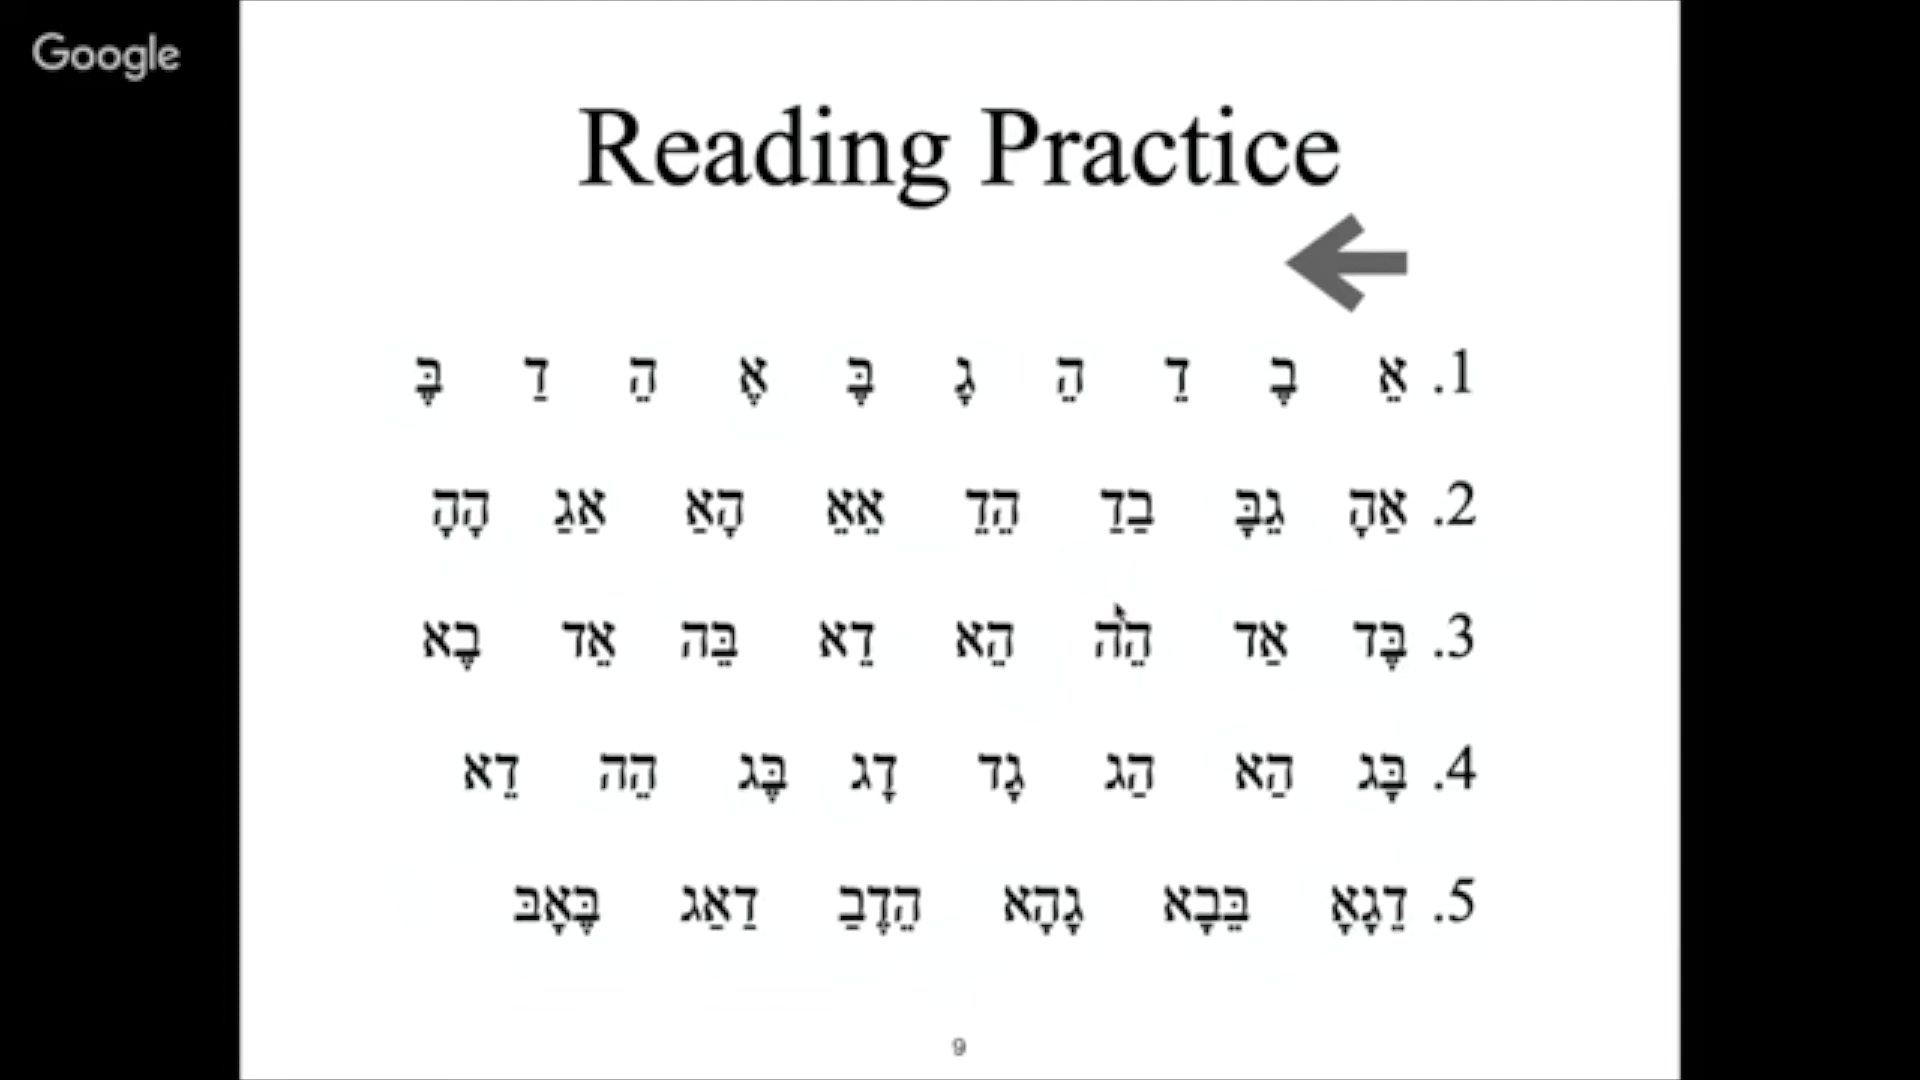 Google
Reading Practice
1. אֵ בֶ דֵ הֵ גָ בֶּ אֶ הֵ דַ בֶּ
2. אַהָ גֵבָּ בַדַ הֵדֵ אֵאֵ הָאַ אַגַ הָהָ
3. בֶּד אַד הֵה הֵא דֵא בֵּה אֵד בֶא
4. בָּג הַא הַג גָד דָג בֶּג הֵה דֵא
5. דֵגָאָ בֵּבָא גָהָא הֵדֶבַ דַאַג בֶּאָבּ
9